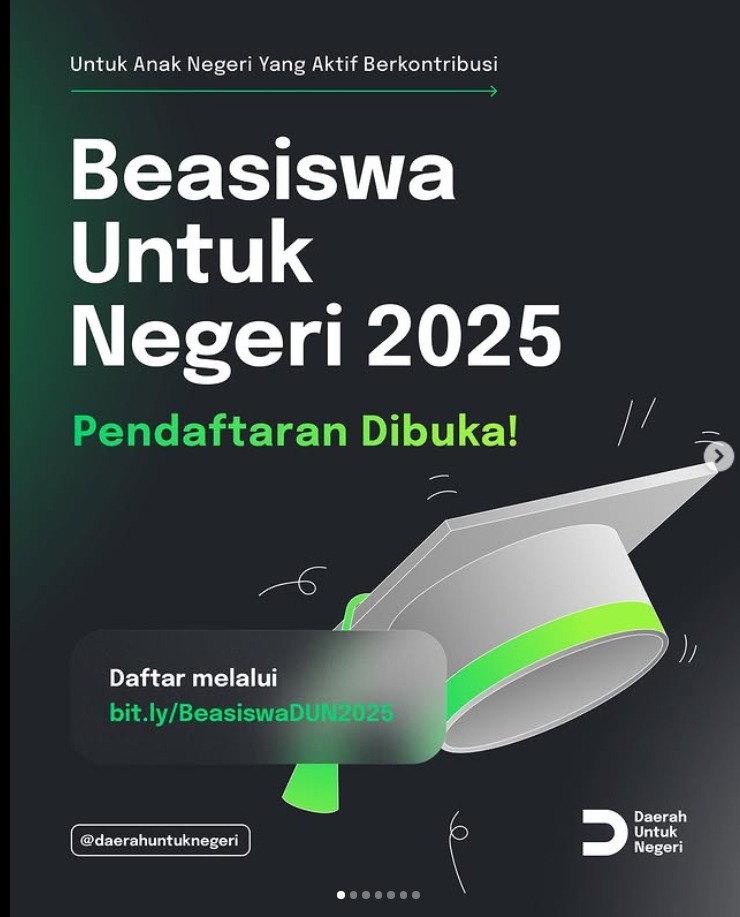 Untuk Anak Negeri Yang Aktif Berkontribusi
Beasiswa
Untuk
Negeri 2025
Pendaftaran Dibuka!
Daftar melalui
bit.ly/BeasiswaDUN2025
@daerahuntuknegeri
Daerah
Untuk
Negeri